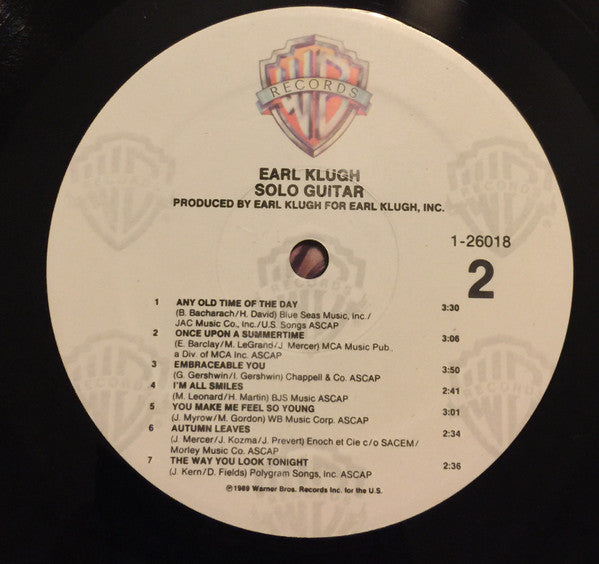 WB
RECORDS
EARL KLUGH
SOLO GUITAR
PRODUCED BY EARL KLUGH FOR EARL KLUGH, INC.
1-26018
2
1 ANY OLD TIME OF THE DAY
(B. Bacharach/H. David) Blue Seas Music, Inc./ 3:30
JAC Music Co., Inc./U.S. Songs ASCAP
2 ONCE UPON A SUMMERTIME
(E. Barclay/M. LeGrand/J. Mercer) MCA Music Pub., 3:06
a Div. of MCA Inc. ASCAP
3 EMBRACEABLE YOU
(G. Gershwin/I. Gershwin) Chappell & Co. ASCAP 3:50
4 I'M ALL SMILES
(M. Leonard/H. Martin) BJS Music ASCAP 2:41
5 YOU MAKE ME FEEL SO YOUNG
(J. Myrow/M. Gordon) WB Music Corp. ASCAP 3:01
6 AUTUMN LEAVES
(J. Mercer/J. Kozma/J. Prevert) Enoch et Cie c/o SACEM/ 2:34
Morley Music Co. ASCAP
7 THE WAY YOU LOOK TONIGHT
(J. Kern/D. Fields) Polygram Songs, Inc. ASCAP 2:36
℗©1989 Warner Bros. Records Inc. for the U.S.